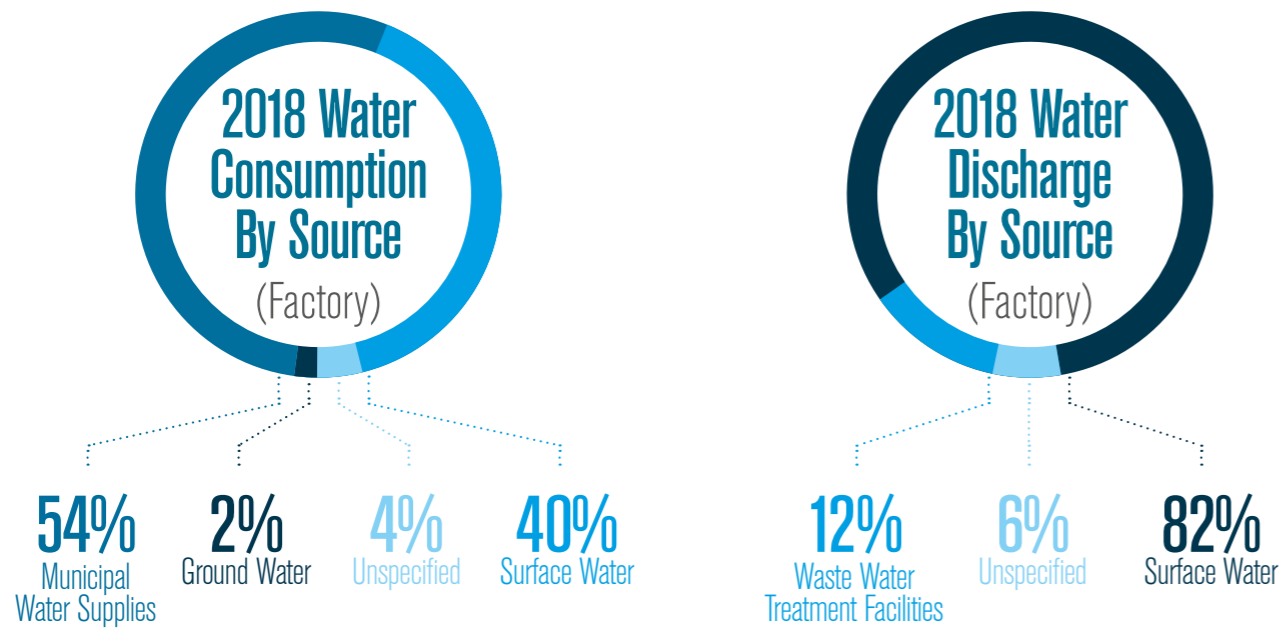 2018 Water
Consumption
By Source
(Factory)
54%
Municipal
Water Supplies
2%
Ground Water
4%
Unspecified
40%
Surface Water
2018 Water
Discharge
By Source
(Factory)
12%
Waste Water
Treatment Facilities
6%
Unspecified
82%
Surface Water